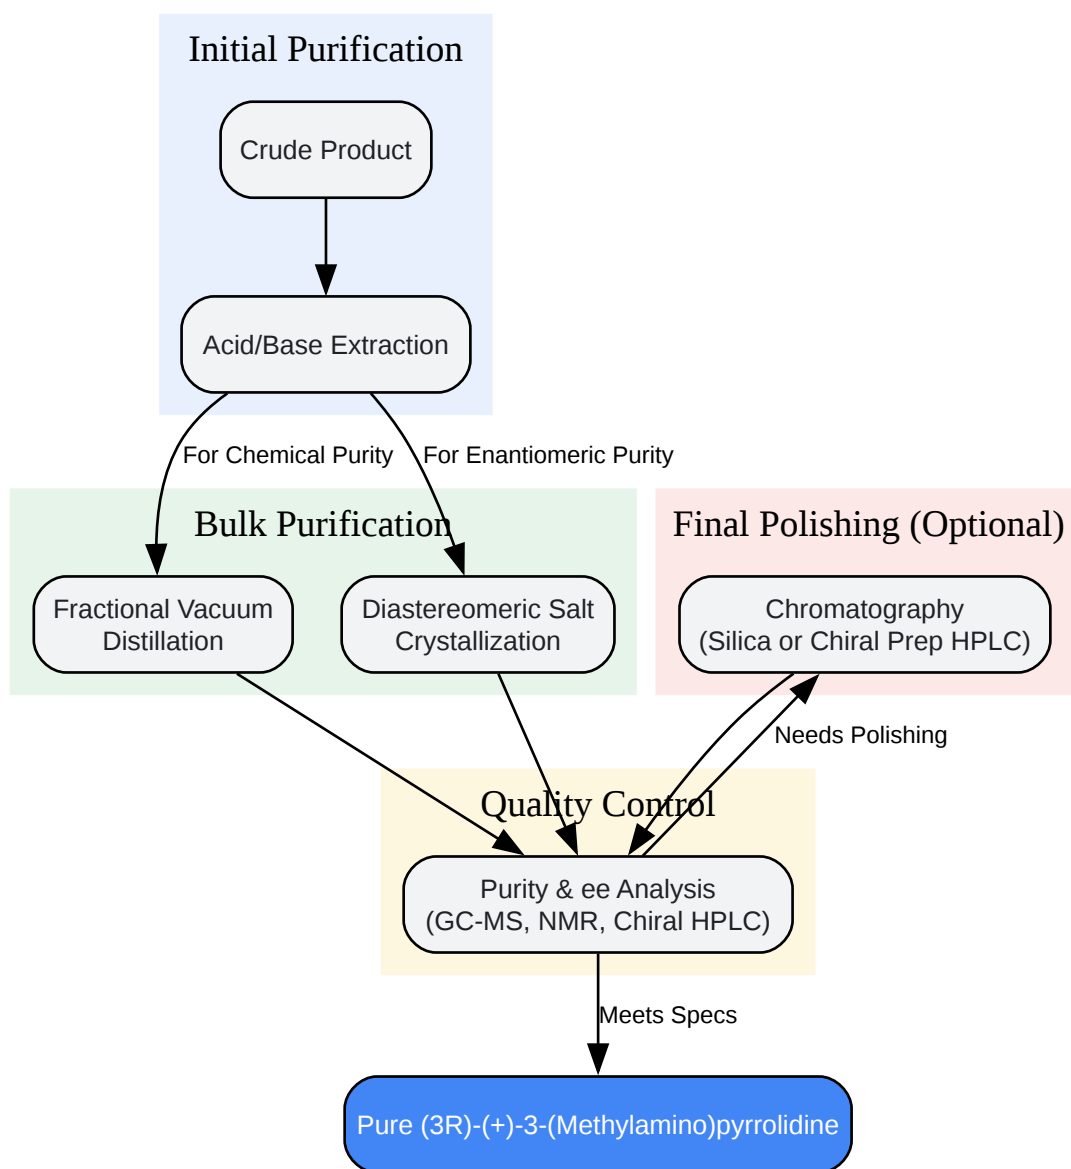 Initial Purification
Crude Product
Acid/Base Extraction
For Chemical Purity
For Enantiomeric Purity
Bulk Purification
Final Polishing (Optional)
Fractional Vacuum
Distillation
Diastereomeric Salt
Crystallization
Chromatography
(Silica or Chiral Prep HPLC)
Needs Polishing
Quality Control
Purity & ee Analysis
(GC-MS, NMR, Chiral HPLC)
Meets Specs
Pure (3R)-(+)-3-(Methylamino)pyrrolidine